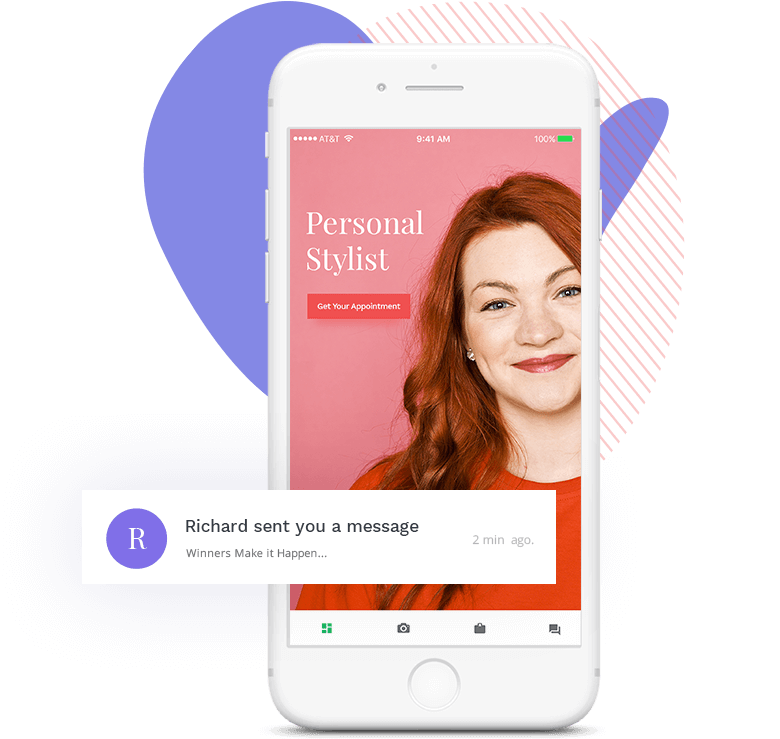 AT&T 9:41 AM 100%
Personal
Stylist
Get Your Appointment
R
Richard sent you a message
2 min ago.
Winners Make it Happen...